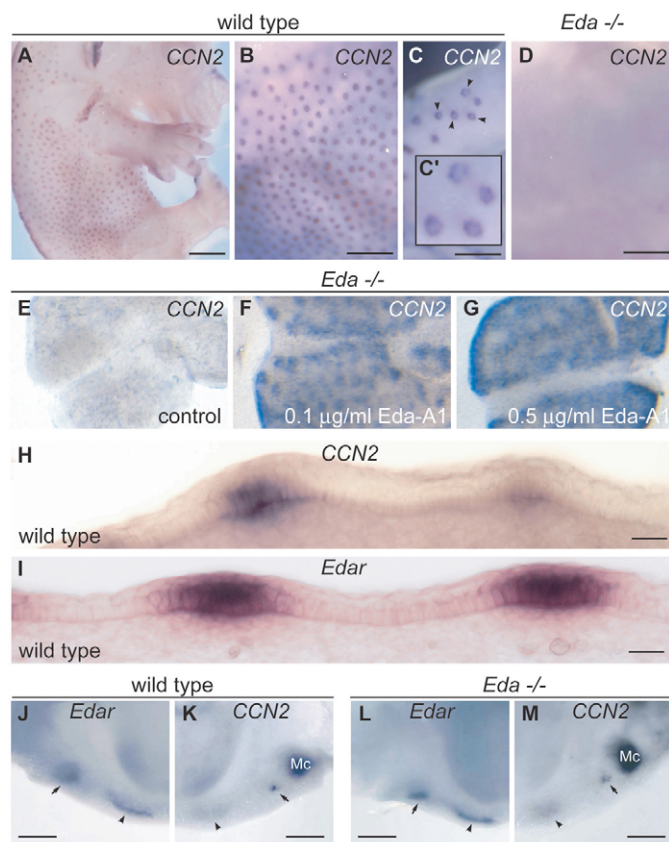 wild type
Eda -/-
A
CCN2
B
CCN2
C
CCN2
D
CCN2
C'
Eda -/-
E
CCN2
F
CCN2
G
CCN2
control
0.1 µg/ml Eda-A1
0.5 µg/ml Eda-A1
H
CCN2
wild type
I
Edar
wild type
wild type
Eda -/-
J
Edar
K
CCN2
L
Edar
M
CCN2
Mc
Mc